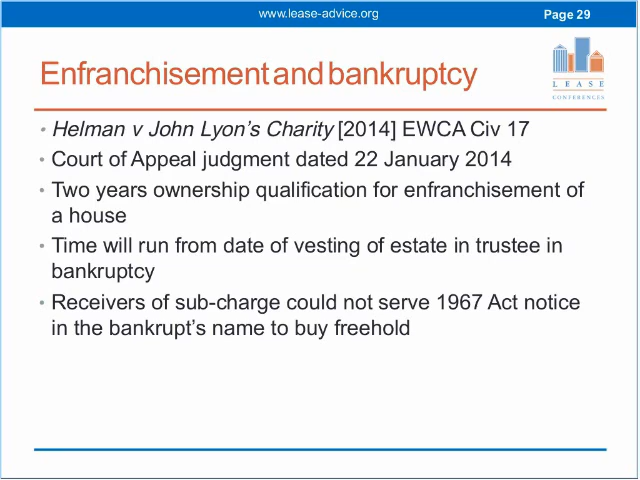 www.lease-advice.org
Page 29
Enfranchisement and bankruptcy
LEASE
CONFERENCES
• Helman v John Lyon's Charity [2014] EWCA Civ 17
• Court of Appeal judgment dated 22 January 2014
• Two years ownership qualification for enfranchisement of
a house
• Time will run from date of vesting of estate in trustee in
bankruptcy
• Receivers of sub-charge could not serve 1967 Act notice
in the bankrupt's name to buy freehold